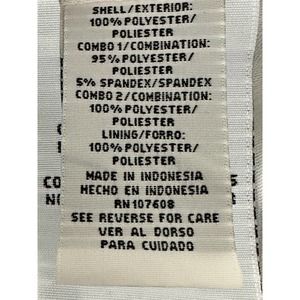 SHELL/EXTERIOR:
100% POLYESTER/
POLIESTER
COMBO 1/COMBINATION:
95% POLYESTER/
POLIESTER
5% SPANDEX/SPANDEX
COMBO 2/COMBINATION:
100% POLYESTER/
POLIESTER
LINING/FORRO:
100% POLYESTER/
POLIESTER
MADE IN INDONESIA
HECHO EN INDONESIA
RN107608
SEE REVERSE FOR CARE
VER AL DORSO
PARA CUIDADO